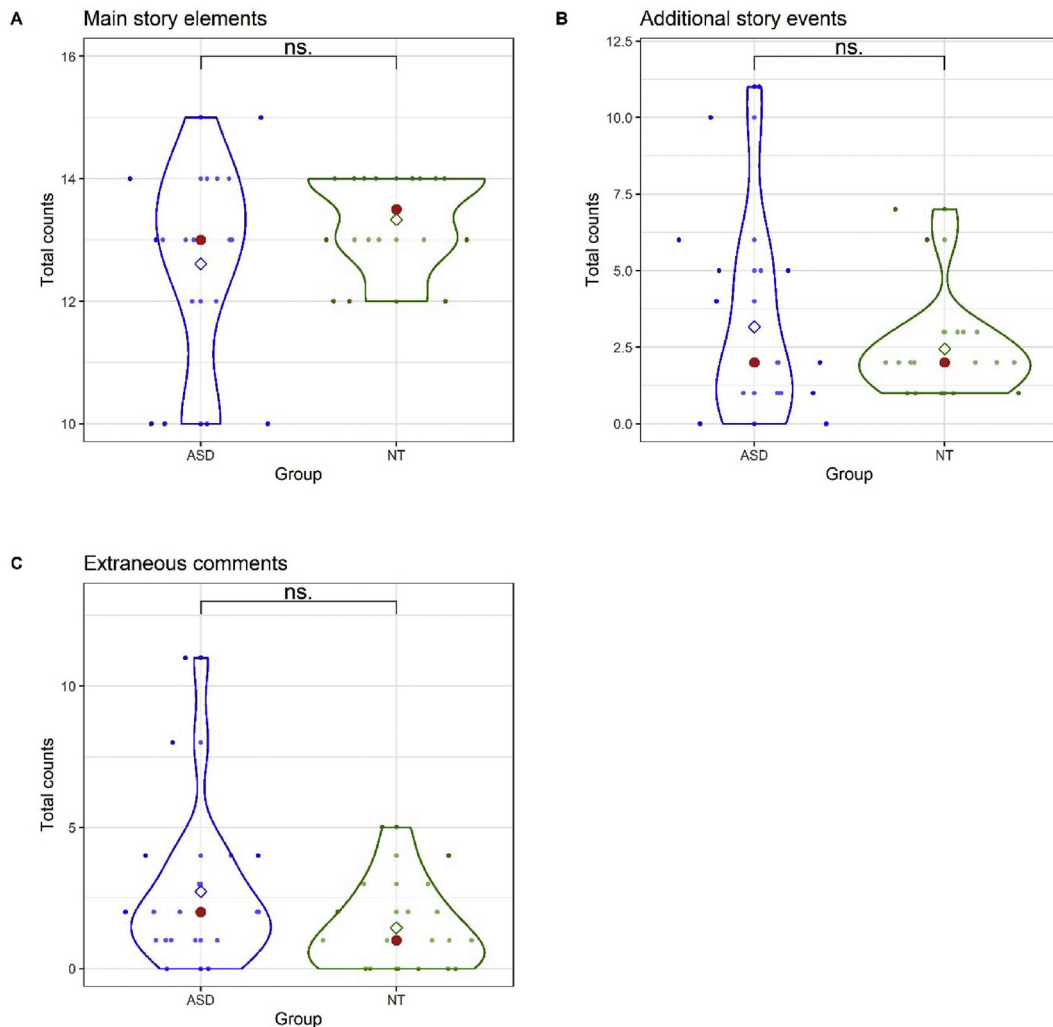 A Main story elements
ns.
16
14
12
10
Total counts
ASD NT
Group
B Additional story events
ns.
12.5
10.0
7.5
5.0
2.5
0.0
Total counts
ASD NT
Group
C Extraneous comments
ns.
10
5
0
Total counts
ASD NT
Group